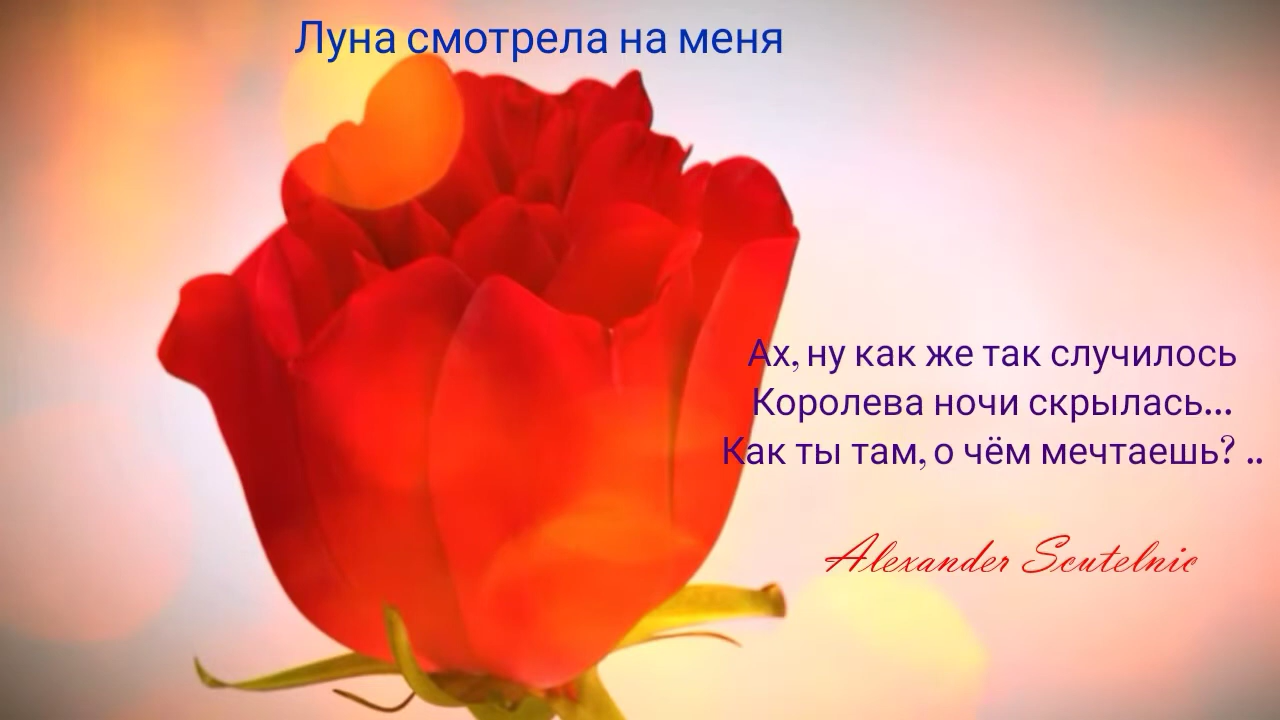 Луна смотрела на меня
Ах, ну как же так случилось
Королева ночи скрылась...
Как ты там, о чём мечтаешь? ..
Alexander Scutelnic